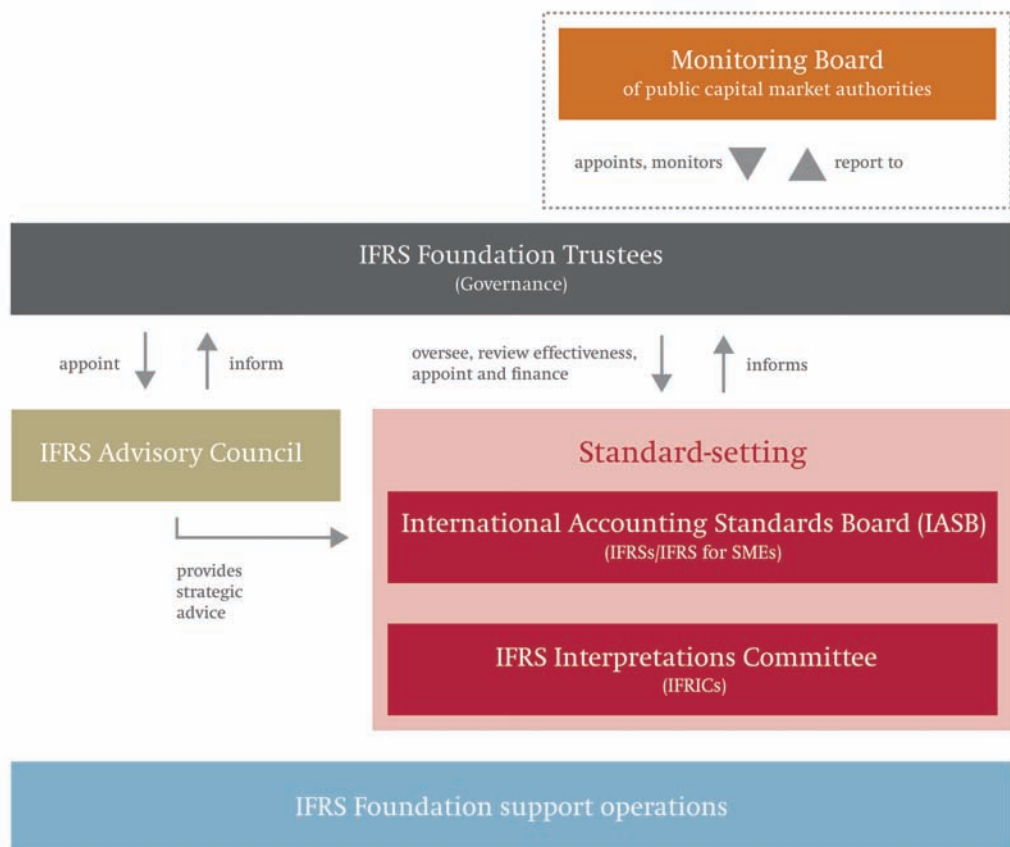 Monitoring Board
of public capital market authorities
appoints, monitors
report to
IFRS Foundation Trustees
(Governance)
appoint
inform
oversee, review effectiveness,
appoint and finance
informs
IFRS Advisory Council
Standard-setting
International Accounting Standards Board (IASB)
(IFRSs/IFRS for SMEs)
provides
strategic
advice
IFRS Interpretations Committee
(IFRICs)
IFRS Foundation support operations